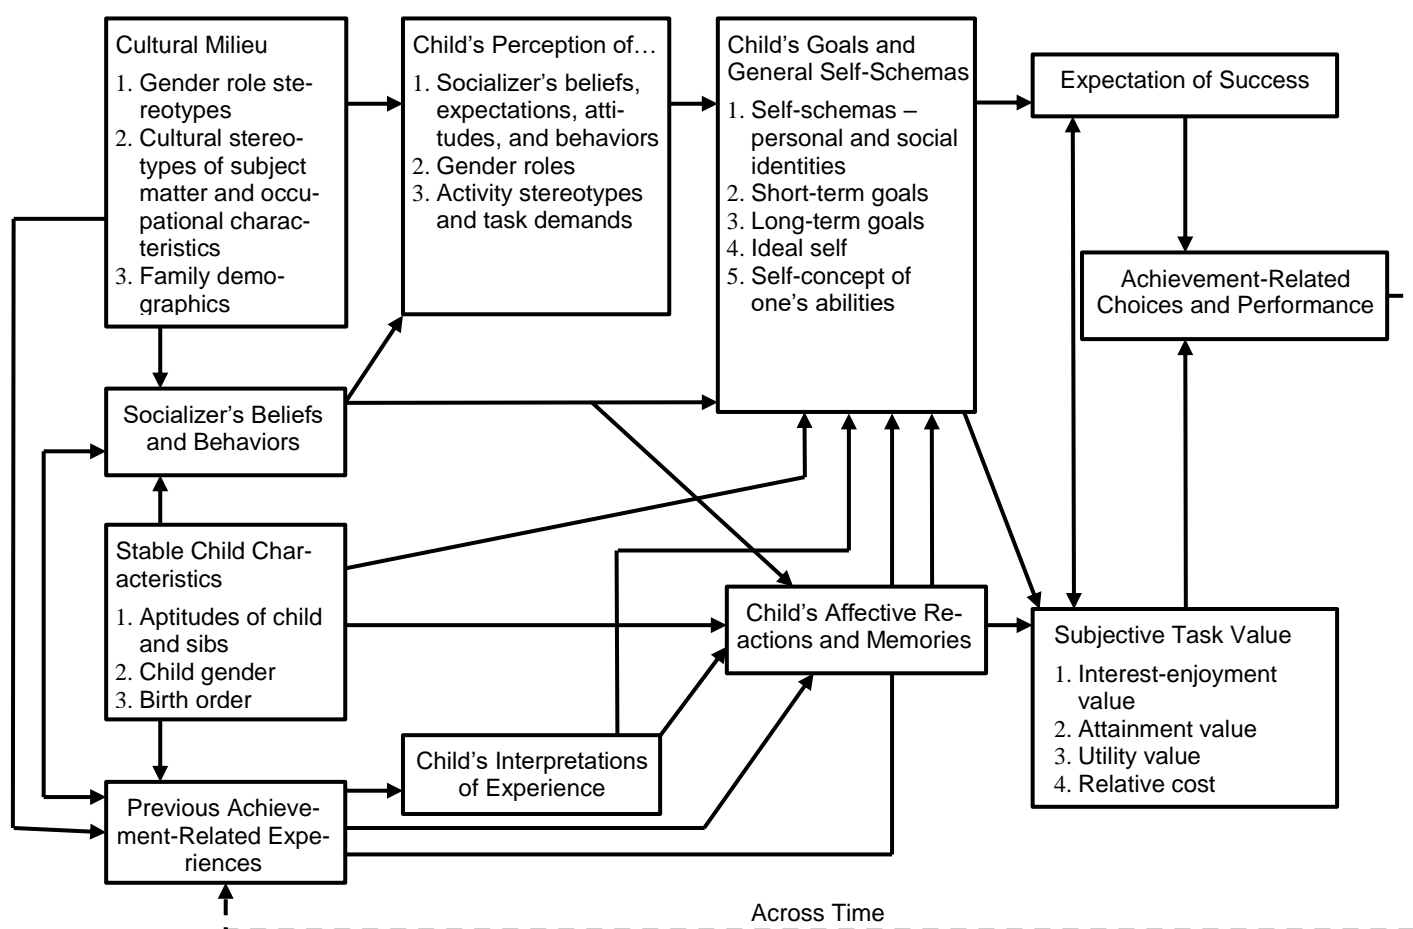 Cultural Milieu
1. Gender role ste-
reotypes
2. Cultural stereo-
types of subject
matter and occu-
pational charac-
teristics
3. Family demo-
graphics
Child’s Perception of…
1. Socializer’s beliefs,
expectations, atti-
tudes, and behaviors
2. Gender roles
3. Activity stereotypes
and task demands
Child’s Goals and
General Self-Schemas
1. Self-schemas –
personal and social
identities
2. Short-term goals
3. Long-term goals
4. Ideal self
5. Self-concept of
one’s abilities
Expectation of Success
Achievement-Related
Choices and Performance
Socializer’s Beliefs
and Behaviors
Stable Child Char-
acteristics
1. Aptitudes of child
and sibs
2. Child gender
3. Birth order
Child’s Affective Re-
actions and Memories
Subjective Task Value
1. Interest-enjoyment
value
2. Attainment value
3. Utility value
4. Relative cost
Child’s Interpretations
of Experience
Previous Achieve-
ment-Related Expe-
riences
Across Time